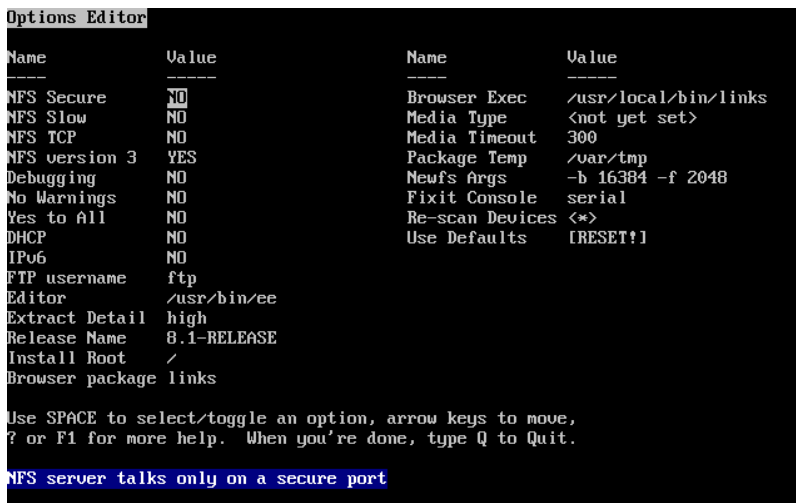 Options Editor
Name Value Name Value
---- ----- ---- -----
NFS Secure NO Browser Exec /usr/local/bin/links
NFS Slow NO Media Type <not yet set>
NFS TCP NO Media Timeout 300
NFS version 3 YES Package Temp /var/tmp
Debugging NO Newfs Args -b 16384 -f 2048
No Warnings NO Fixit Console serial
Yes to All NO Re-scan Devices <*>
DHCP NO Use Defaults [RESET!]
IPv6 NO
FTP username ftp
Editor /usr/bin/ee
Extract Detail high
Release Name 8.1-RELEASE
Install Root /
Browser package links
Use SPACE to select/toggle an option, arrow keys to move,
? or F1 for more help. When you're done, type Q to Quit.
NFS server talks only on a secure port